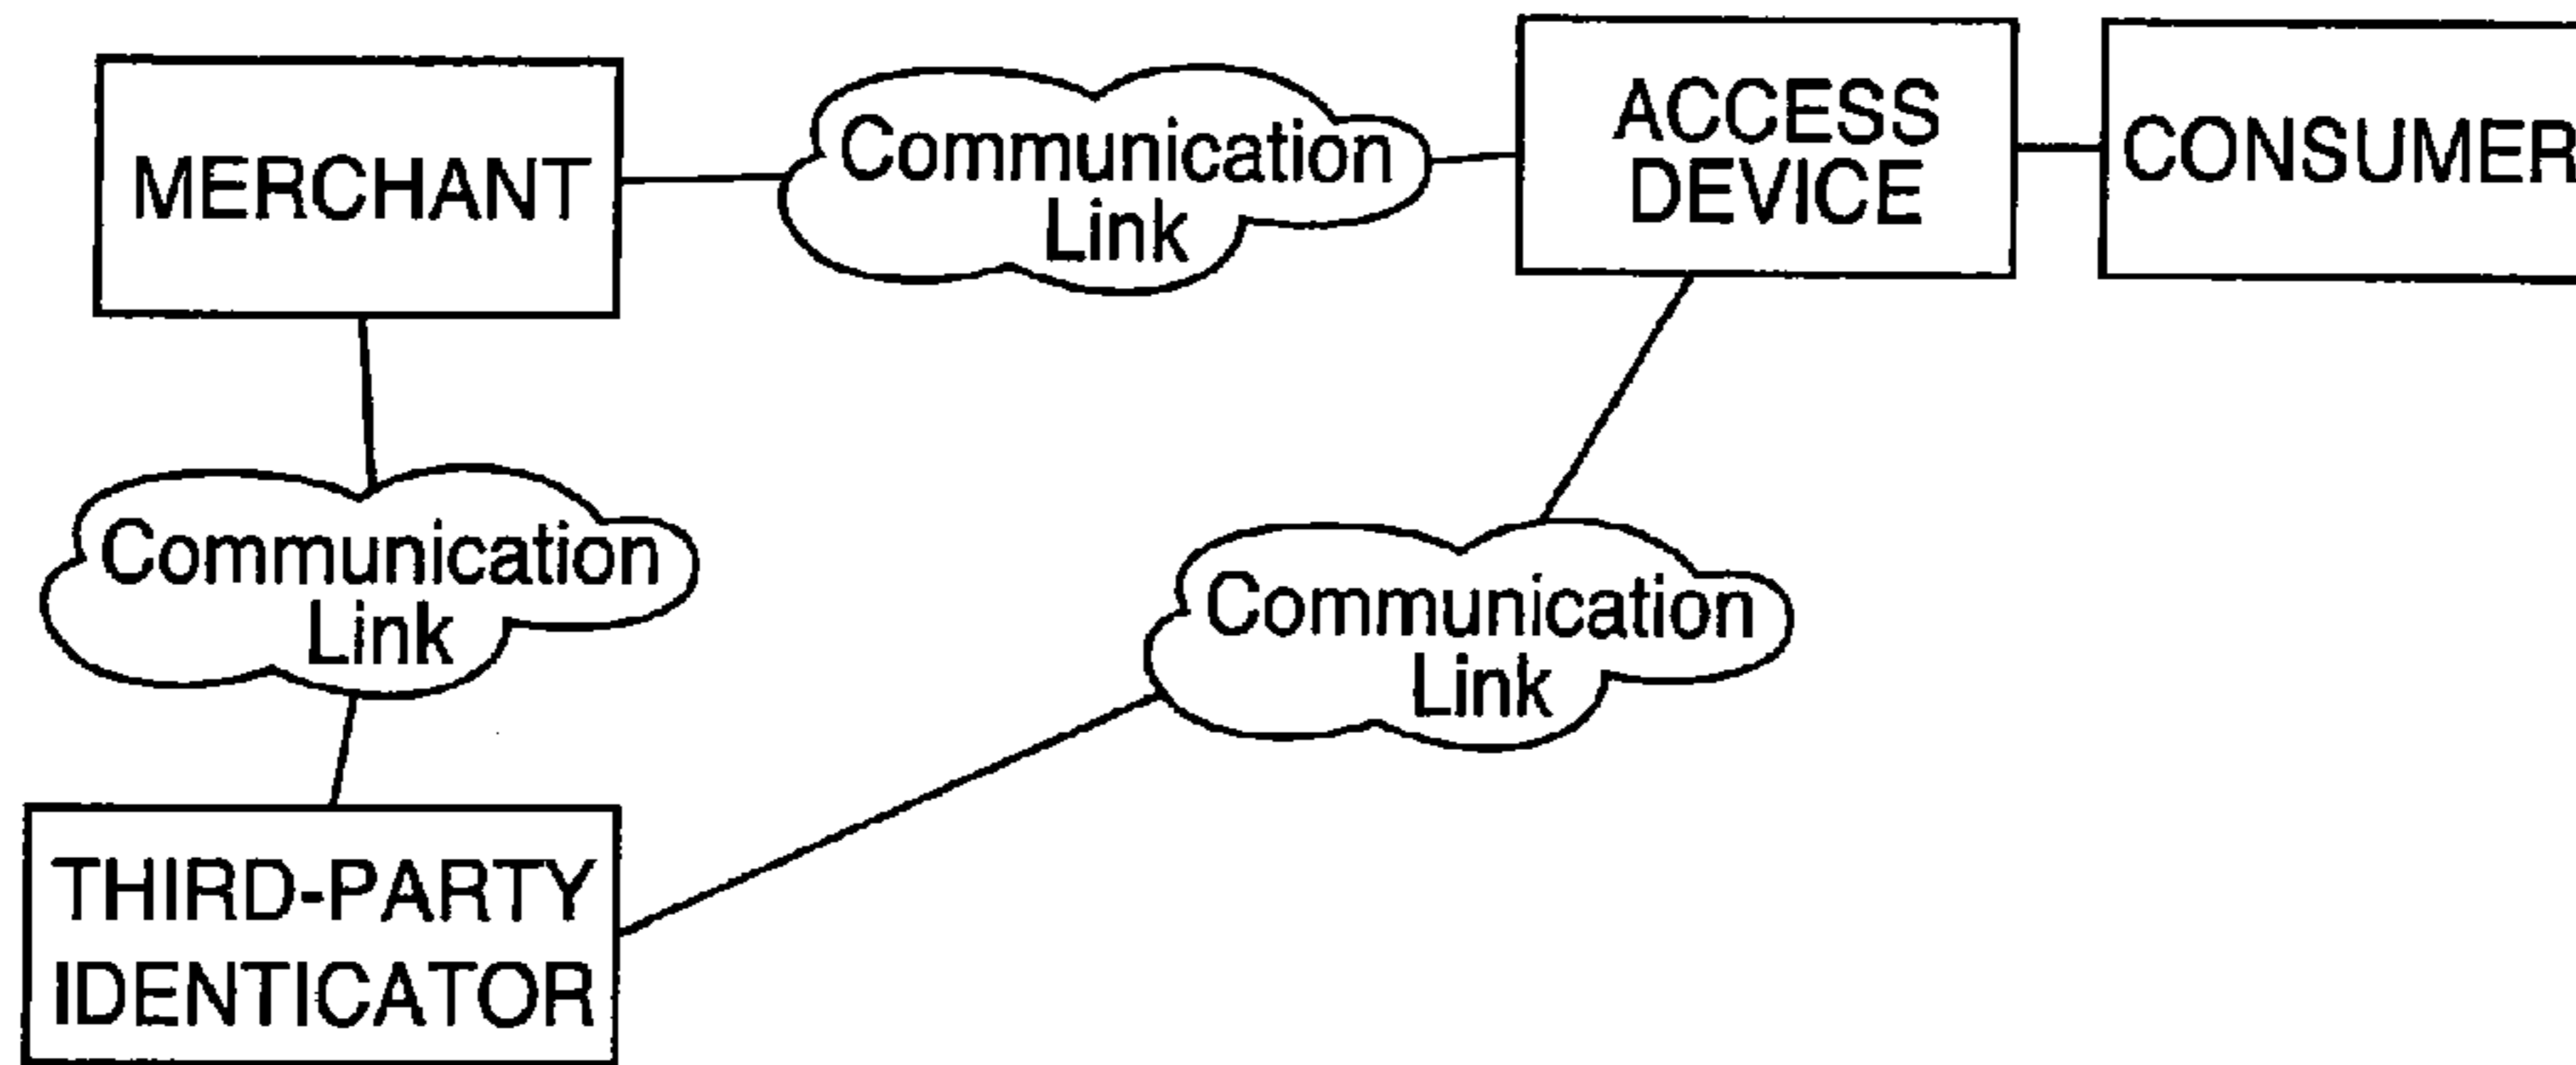 MERCHANT
Communication
Link
ACCESS
DEVICE
CONSUMER
Communication
Link
Communication
Link
THIRD-PARTY
IDENTICATOR